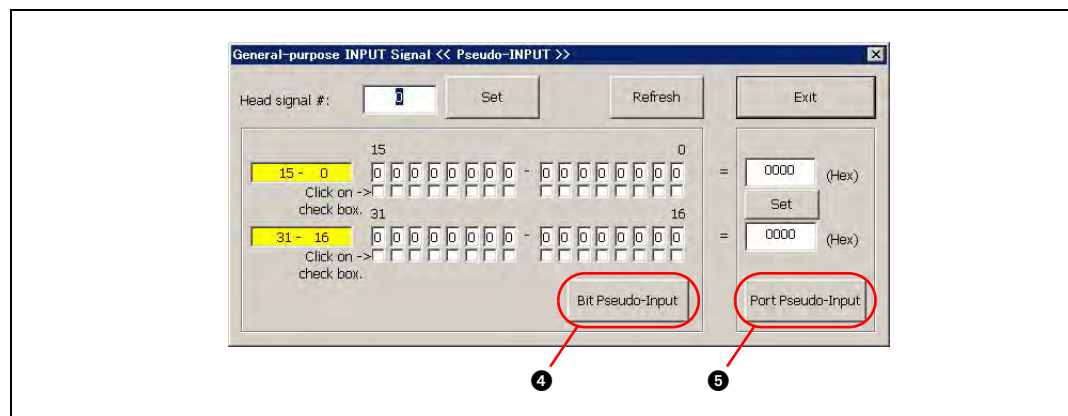 General-purpose INPUT Signal << Pseudo-INPUT >>
Head signal #: 0 Set Refresh Exit
15 0
15 - 0 0 0 0 0 0 0 0 0 - 0 0 0 0 0 0 0 0 = 0000 (Hex)
Click on ->
check box.
Set
31 16
31 - 16 0 0 0 0 0 0 0 0 - 0 0 0 0 0 0 0 0 = 0000 (Hex)
Click on ->
check box.
Bit Pseudo-Input Port Pseudo-Input
❹ ❺